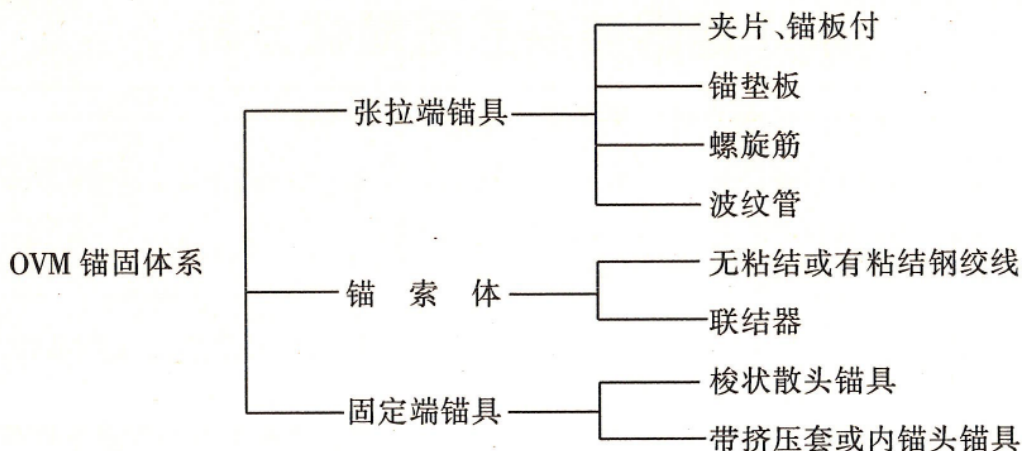 夹片、锚板付
张拉端锚具
锚垫板
螺旋筋
波纹管
OVM 锚固体系
无粘结或有粘结钢绞线
锚 索 体
联结器
梭状散头锚具
固定端锚具
带挤压套或内锚头锚具